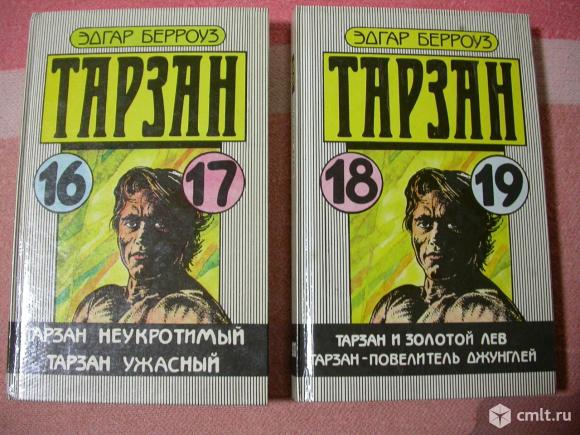 ЭДГАР БЕРРОУЗ
ТАРЗАН
16 17
ТАРЗАН НЕУКРОТИМЫЙ
ТАРЗАН УЖАСНЫЙ
ЭДГАР БЕРРОУЗ
ТАРЗАН
18 19
ТАРЗАН И ЗОЛОТОЙ ЛЕВ
ТАРЗАН-ПОВЕЛИТЕЛЬ ДЖУНГЛЕЙ
cmlt.ru